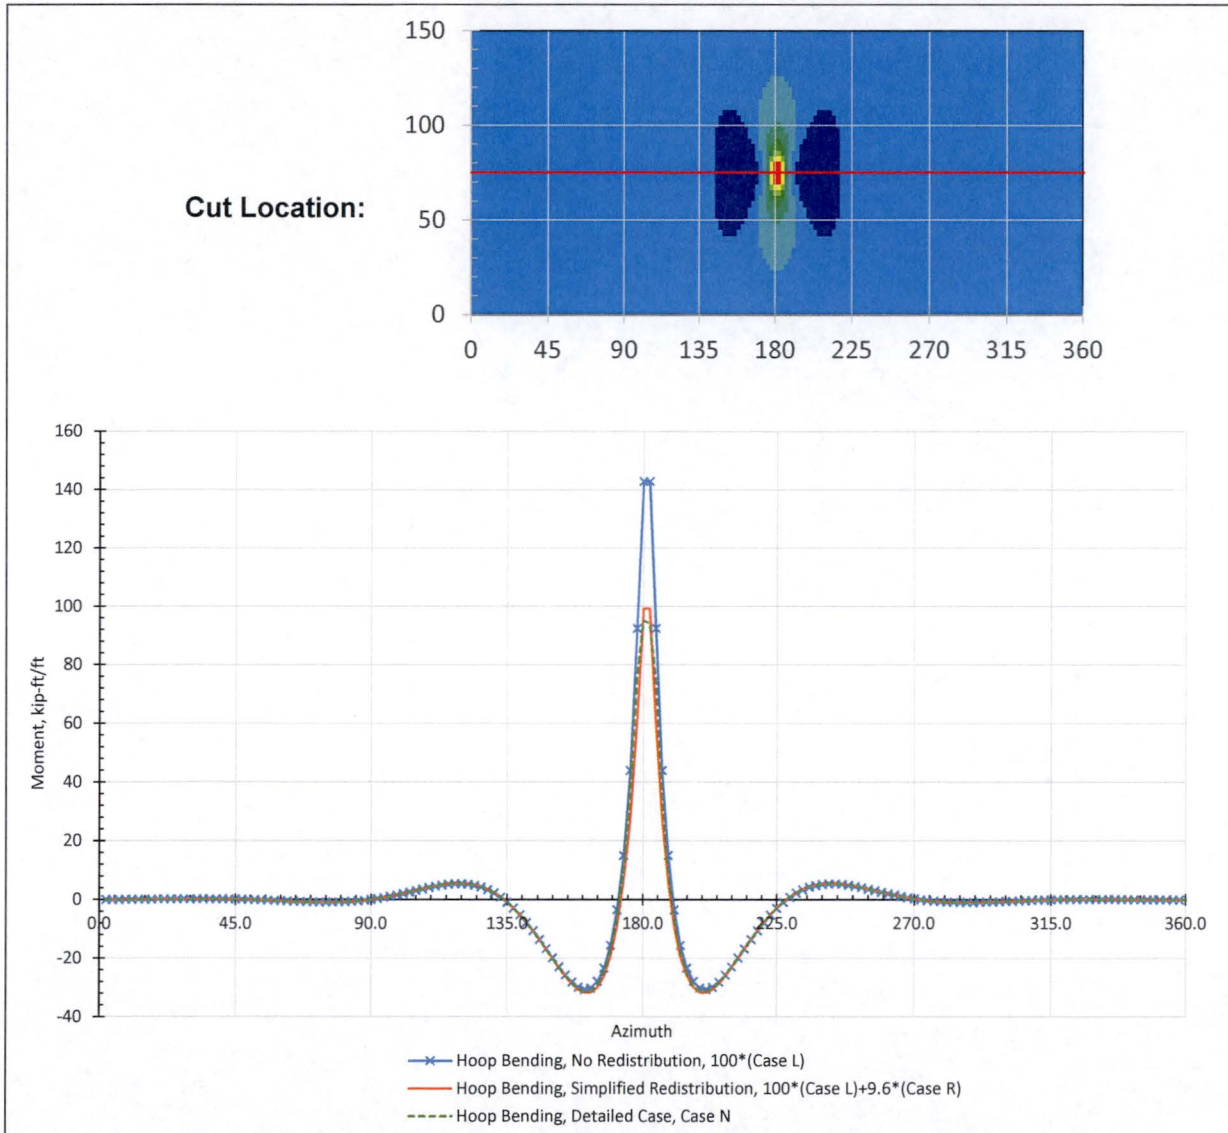 150
100
Cut Location:
50
0
0 45 90 135 180 225 270 315 360
160
140
120
100
80
60
40
20
0
-20
-40
Moment, kip-ft/ft
0.0 45.0 90.0 135.0 180.0 225.0 270.0 315.0 360.0
Azimuth
Hoop Bending, No Redistribution, 100*(Case L)
Hoop Bending, Simplified Redistribution, 100*(Case L)+9.6*(Case R)
Hoop Bending, Detailed Case, Case N